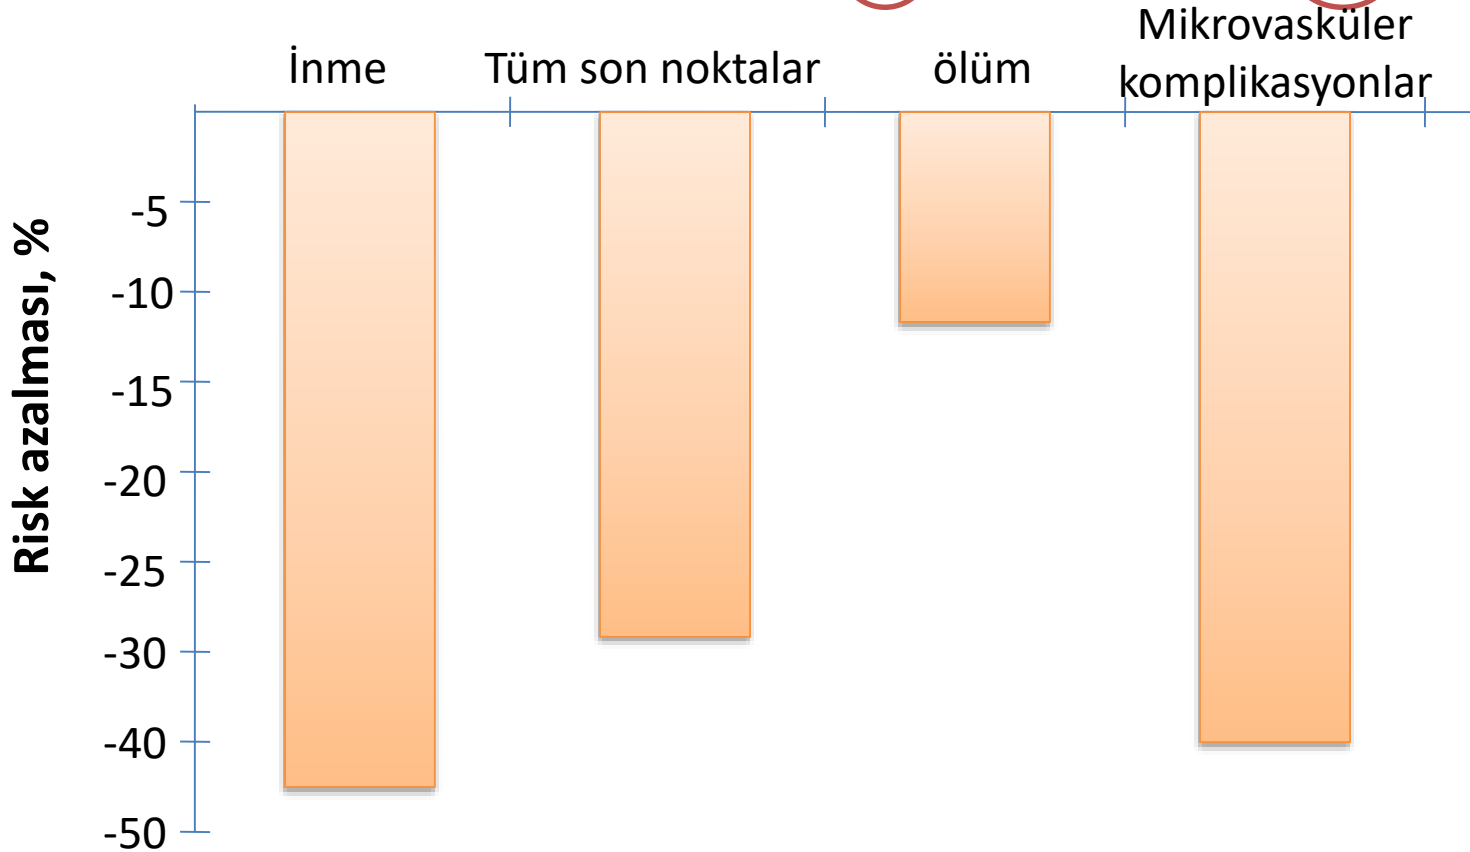 İnme
Tüm son noktalar
ölüm
Mikrovasküler
komplikasyonlar
Risk azalması, %
-5
-10
-15
-20
-25
-30
-40
-50